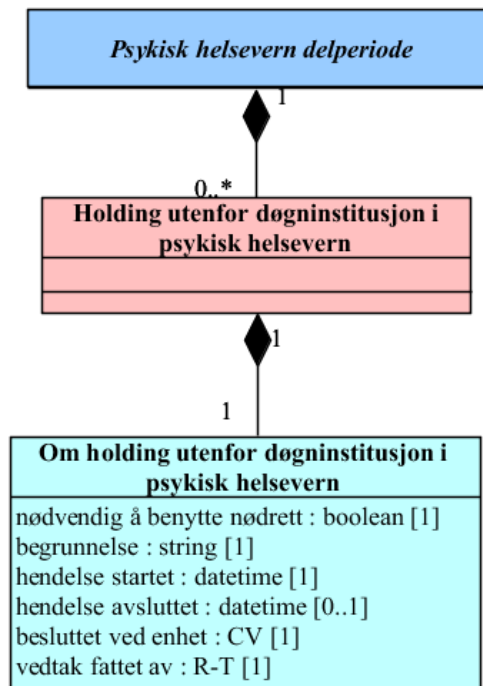 Psykisk helsevern delperiode
1
0..*
Holding utenfor døgninstitusjon i
psykisk helsevern
1
1
Om holding utenfor døgninstitusjon i
psykisk helsevern
nødvendig å benytte nødrett : boolean [1]
begrunnelse : string [1]
hendelse startet : datetime [1]
hendelse avsluttet : datetime [0..1]
besluttet ved enhet : CV [1]
vedtak fattet av : R-T [1]